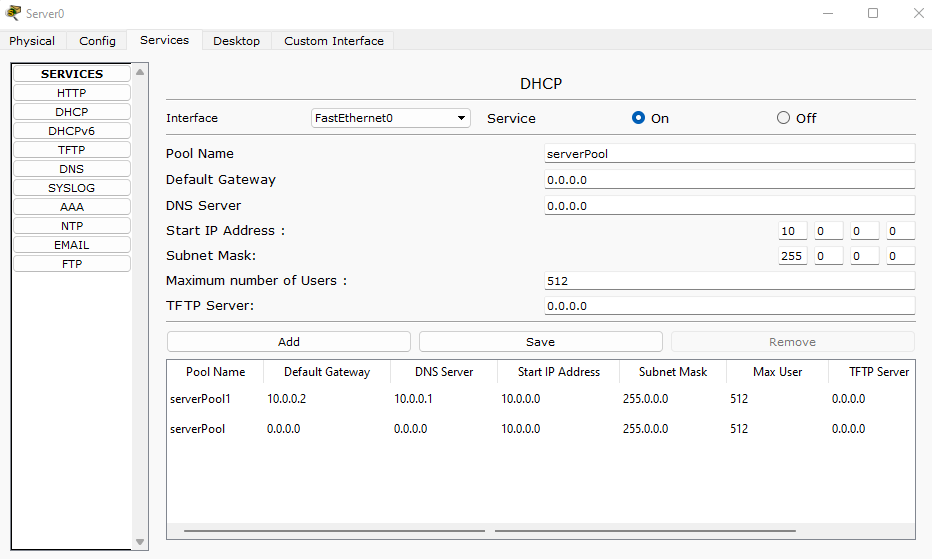 Server0
Physical Config Services Desktop Custom Interface
SERVICES
HTTP
DHCP
DHCPv6
TFTP
DNS
SYSLOG
AAA
NTP
EMAIL
FTP
DHCP
Interface FastEthernet0 Service On Off
Pool Name serverPool
Default Gateway 0.0.0.0
DNS Server 0.0.0.0
Start IP Address : 10 0 0 0
Subnet Mask: 255 0 0 0
Maximum number of Users : 512
TFTP Server: 0.0.0.0
Add Save Remove
Pool Name Default Gateway DNS Server Start IP Address Subnet Mask Max User TFTP Server
serverPool1 10.0.0.2 10.0.0.1 10.0.0.0 255.0.0.0 512 0.0.0.0
serverPool 0.0.0.0 0.0.0.0 10.0.0.0 255.0.0.0 512 0.0.0.0